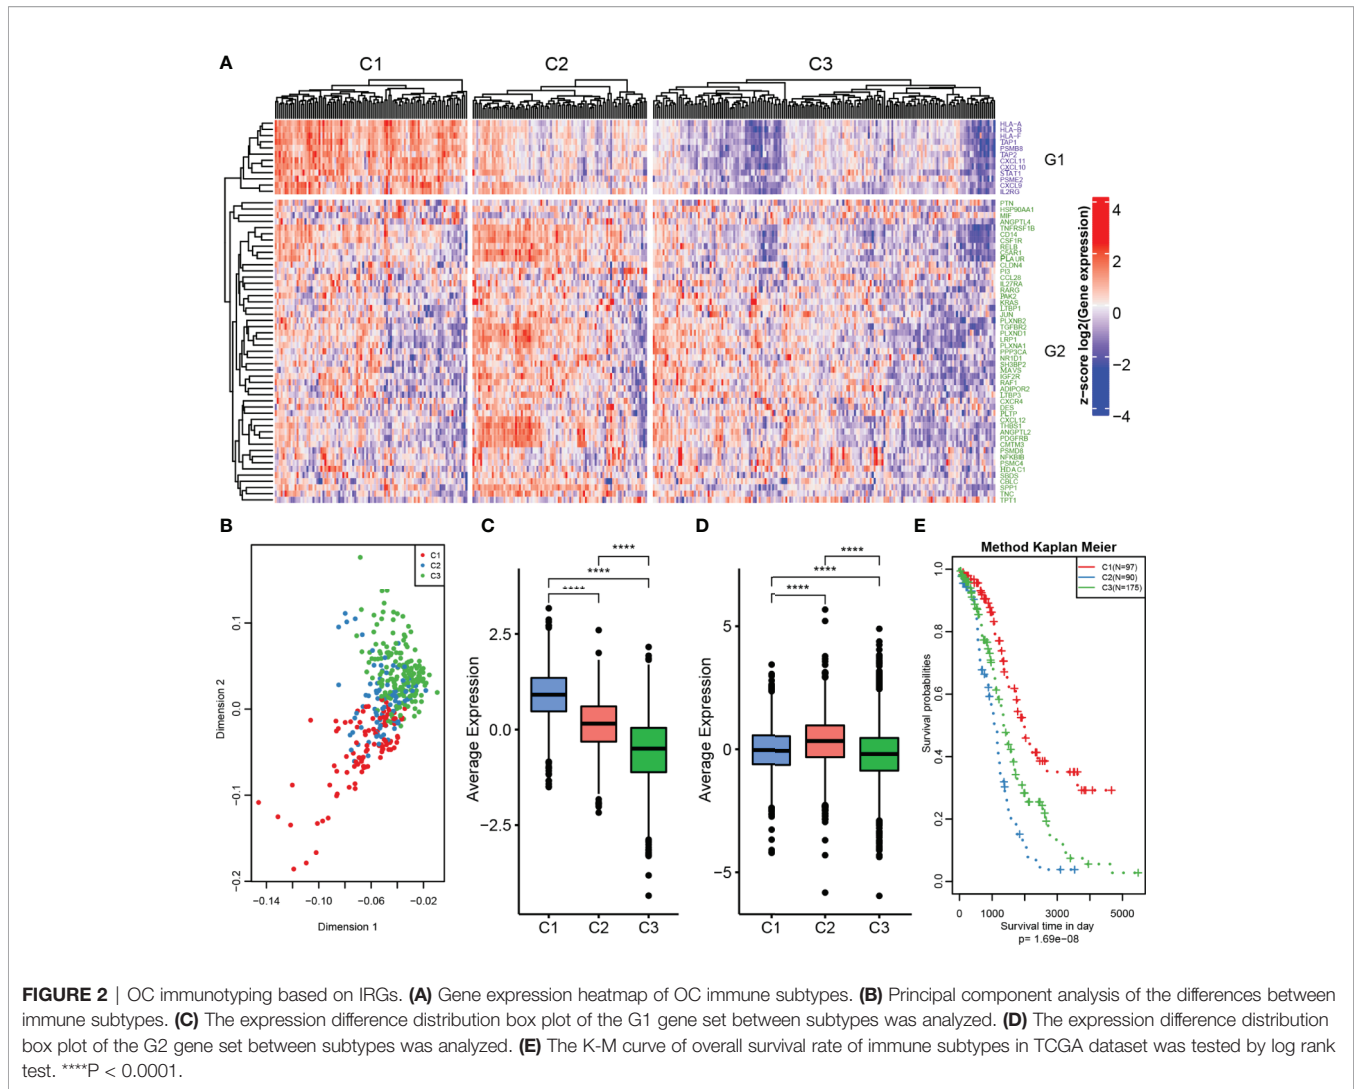 A
C1
C2
C3
HLA-A
HLA-B
HLA-F
TAP1
PSMB8
TAP2
CXCL11
CXCL10
STAT1
PSME2
CXCL9
IL2RG
G1
PTN
HSP90AA1
MIF
ANGPTL4
TNFRSF1B
CD14
CSF1R
RELB
C5AR1
PLAUR
CLDN4
PI3
CCL28
IL27RA
RARG
PAK2
KRAS
LTBP1
JUN
PLXNB2
TGFBR2
PLXND1
LRP1
PLXNA1
PPP3CA
NR1D1
SH3BP2
MAVS
IGF2R
RAF1
ADIPOR2
LTBP3
CXCR4
DES
PLTP
CXCL12
THBS1
ANGPTL2
PDGFRB
CMTM3
PSMD8
NFKBIB
PSMC4
HDAC1
SBDS
CBLC
SPP1
TNC
TPT1
G2
z-score log2(Gene expression)
4
2
0
−2
−4
B
C1
C2
C3
Dimension 2
0.1
0.0
−0.1
−0.2
−0.14
−0.10
−0.06
−0.02
Dimension 1
C
****
****
****
Average Expression
2.5
0.0
−2.5
C1
C2
C3
D
****
****
****
Average Expression
5
0
−5
C1
C2
C3
E
Method Kaplan Meier
C1(N=97)
C2(N=90)
C3(N=175)
Survival probabilities
1.0
0.8
0.6
0.4
0.2
0.0
0
1000
3000
5000
Survival time in day
p= 1.69e−08
FIGURE 2 | OC immunotyping based on IRGs. (A) Gene expression heatmap of OC immune subtypes. (B) Principal component analysis of the differences between
immune subtypes. (C) The expression difference distribution box plot of the G1 gene set between subtypes was analyzed. (D) The expression difference distribution
box plot of the G2 gene set between subtypes was analyzed. (E) The K-M curve of overall survival rate of immune subtypes in TCGA dataset was tested by log rank
test. ****P < 0.0001.